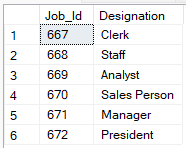 Job_Id Designation
1 667 Clerk
2 668 Staff
3 669 Analyst
4 670 Sales Person
5 671 Manager
6 672 President